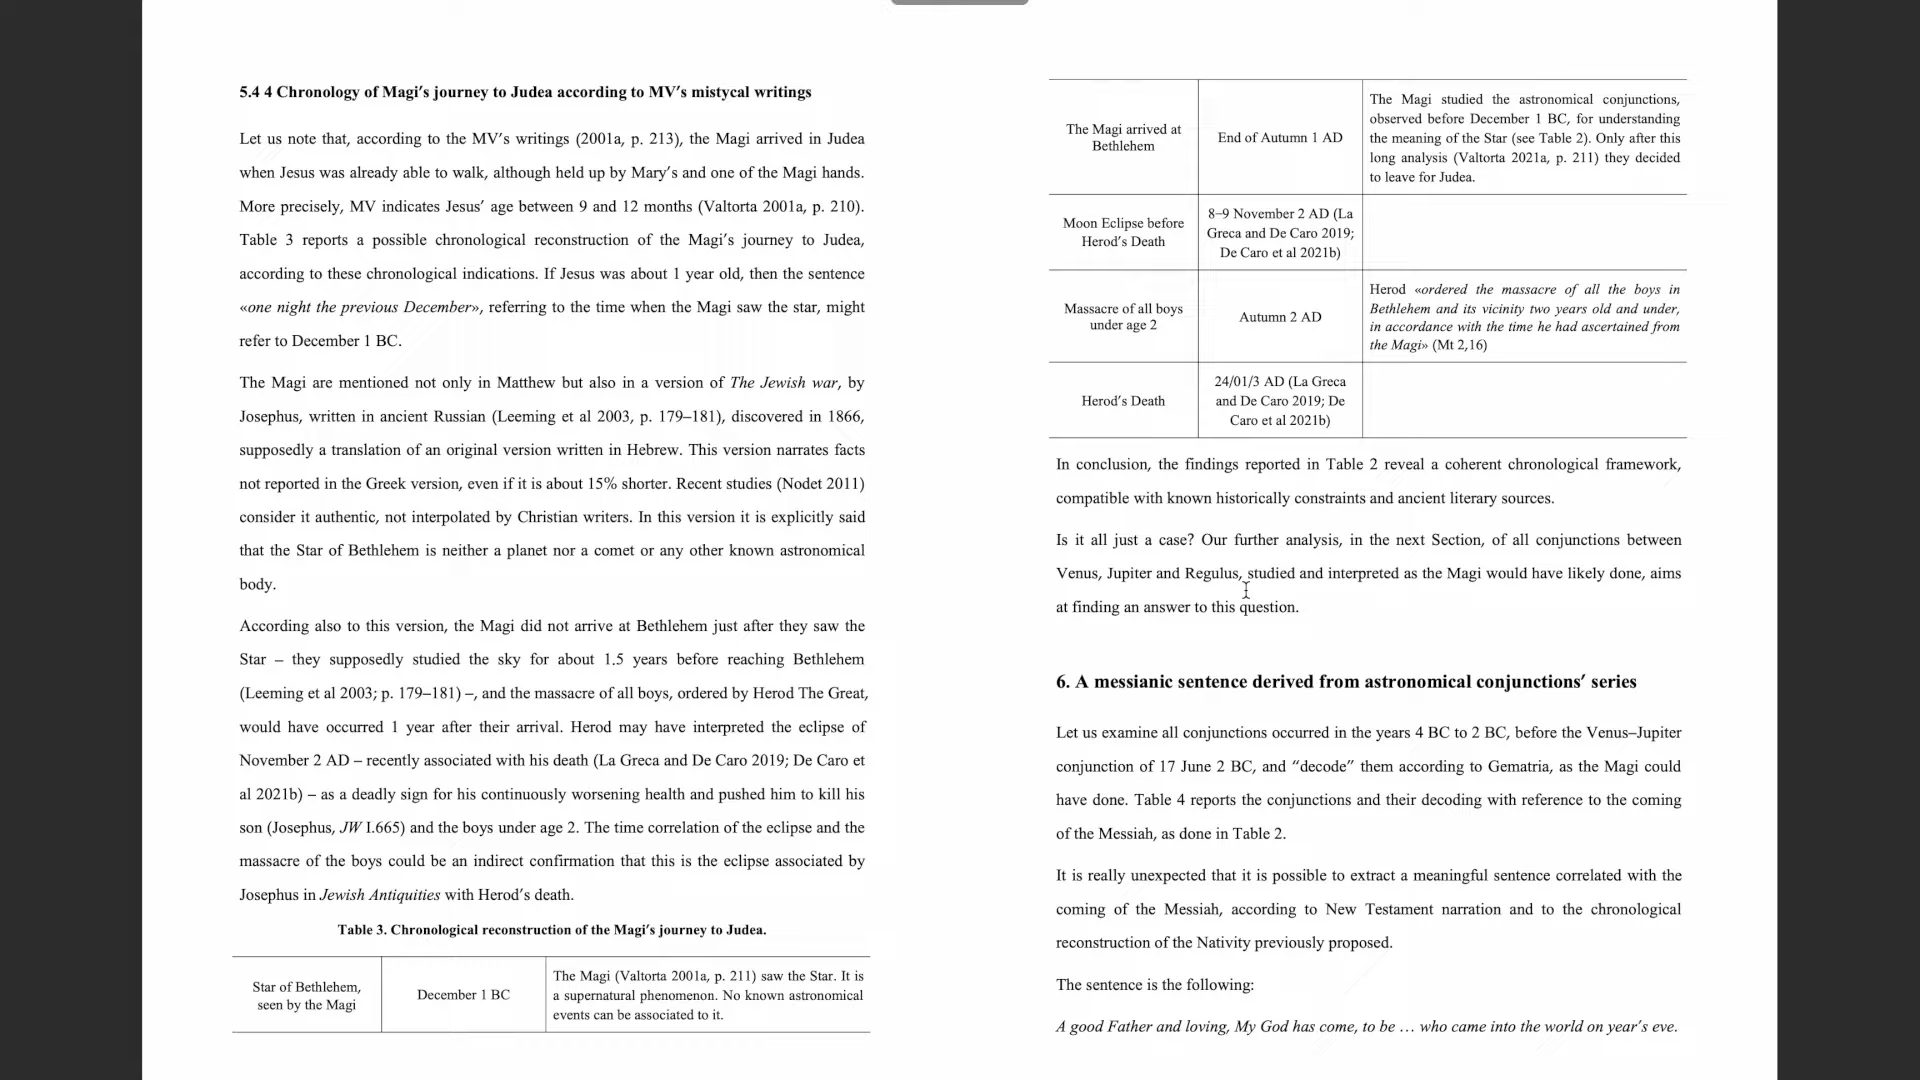 5.4 4 Chronology of Magi's journey to Judea according to MV's mistycal writings
Let us note that, according to the MV's writings (2001a, p. 213), the Magi arrived in Judea
when Jesus was already able to walk, although held up by Mary's and one of the Magi hands.
More precisely, MV indicates Jesus' age between 9 and 12 months (Valtorta 2001a, p. 210).
Table 3 reports a possible chronological reconstruction of the Magi's journey to Judea,
according to these chronological indications. If Jesus was about 1 year old, then the sentence
«one night the previous December», referring to the time when the Magi saw the star, might
refer to December 1 BC.
The Magi are mentioned not only in Matthew but also in a version of The Jewish war, by
Josephus, written in ancient Russian (Leeming et al 2003, p. 179–181), discovered in 1866,
supposedly a translation of an original version written in Hebrew. This version narrates facts
not reported in the Greek version, even if it is about 15% shorter. Recent studies (Nodet 2011)
consider it authentic, not interpolated by Christian writers. In this version it is explicitly said
that the Star of Bethlehem is neither a planet nor a comet or any other known astronomical
body.
According also to this version, the Magi did not arrive at Bethlehem just after they saw the
Star – they supposedly studied the sky for about 1.5 years before reaching Bethlehem
(Leeming et al 2003; p. 179–181) –, and the massacre of all boys, ordered by Herod The Great,
would have occurred 1 year after their arrival. Herod may have interpreted the eclipse of
November 2 AD – recently associated with his death (La Greca and De Caro 2019; De Caro et
al 2021b) – as a deadly sign for his continuously worsening health and pushed him to kill his
son (Josephus, JW I.665) and the boys under age 2. The time correlation of the eclipse and the
massacre of the boys could be an indirect confirmation that this is the eclipse associated by
Josephus in Jewish Antiquities with Herod's death.
Table 3. Chronological reconstruction of the Magi's journey to Judea.
Star of Bethlehem,
seen by the Magi
December 1 BC
The Magi (Valtorta 2001a, p. 211) saw the Star. It is
a supernatural phenomenon. No known astronomical
events can be associated to it.
The Magi arrived at
Bethlehem
End of Autumn 1 AD
The Magi studied the astronomical conjunctions,
observed before December 1 BC, for understanding
the meaning of the Star (see Table 2). Only after this
long analysis (Valtorta 2021a, p. 211) they decided
to leave for Judea.
Moon Eclipse before
Herod's Death
8−9 November 2 AD (La
Greca and De Caro 2019;
De Caro et al 2021b)
Massacre of all boys
under age 2
Autumn 2 AD
Herod «ordered the massacre of all the boys in
Bethlehem and its vicinity two years old and under,
in accordance with the time he had ascertained from
the Magi» (Mt 2,16)
Herod's Death
24/01/3 AD (La Greca
and De Caro 2019; De
Caro et al 2021b)
In conclusion, the findings reported in Table 2 reveal a coherent chronological framework,
compatible with known historically constraints and ancient literary sources.
Is it all just a case? Our further analysis, in the next Section, of all conjunctions between
Venus, Jupiter and Regulus, studied and interpreted as the Magi would have likely done, aims
at finding an answer to this question.
6. A messianic sentence derived from astronomical conjunctions' series
Let us examine all conjunctions occurred in the years 4 BC to 2 BC, before the Venus–Jupiter
conjunction of 17 June 2 BC, and “decode” them according to Gematria, as the Magi could
have done. Table 4 reports the conjunctions and their decoding with reference to the coming
of the Messiah, as done in Table 2.
It is really unexpected that it is possible to extract a meaningful sentence correlated with the
coming of the Messiah, according to New Testament narration and to the chronological
reconstruction of the Nativity previously proposed.
The sentence is the following:
A good Father and loving, My God has come, to be … who came into the world on year's eve.